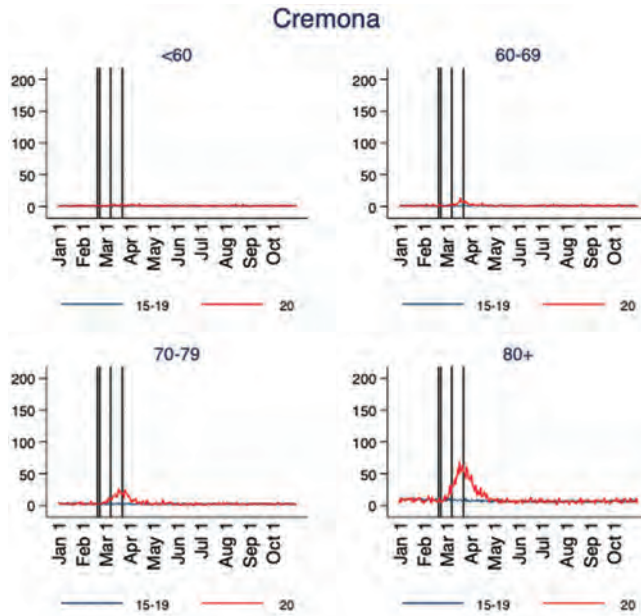 Cremona
<60
60-69
200
150
100
50
0
Jan 1
Feb 1
Mar 1
Apr 1
May 1
Jun 1
Jul 1
Aug 1
Sep 1
Oct 1
200
150
100
50
0
Jan 1
Feb 1
Mar 1
Apr 1
May 1
Jun 1
Jul 1
Aug 1
Sep 1
Oct 1
15-19 20
15-19 20
70-79
80+
200
150
100
50
0
Jan 1
Feb 1
Mar 1
Apr 1
May 1
Jun 1
Jul 1
Aug 1
Sep 1
Oct 1
200
150
100
50
0
Jan 1
Feb 1
Mar 1
Apr 1
May 1
Jun 1
Jul 1
Aug 1
Sep 1
Oct 1
15-19 20
15-19 20